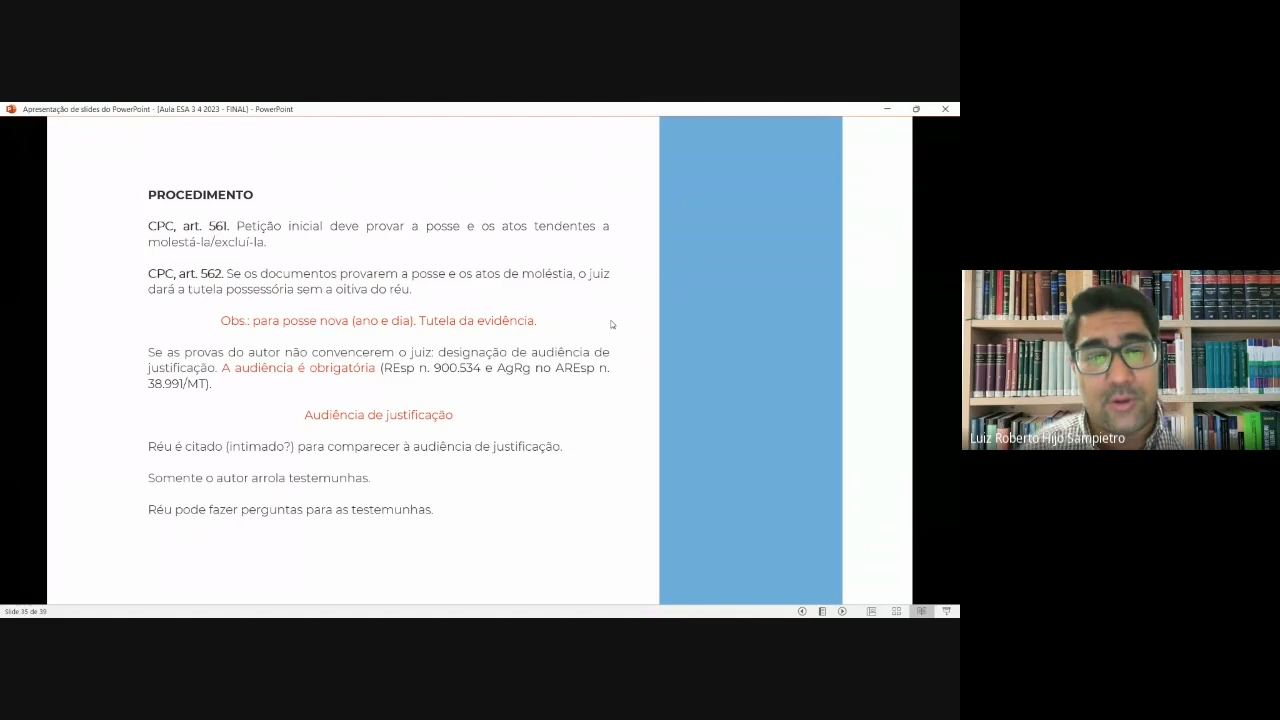 Apresentação de slides do PowerPoint - [Aula ESA 3 4 2023 - FINAL] - PowerPoint
PROCEDIMENTO
CPC, art. 561. Petição inicial deve provar a posse e os atos tendentes a
molestá-la/excluí-la.
CPC, art. 562. Se os documentos provarem a posse e os atos de moléstia, o juiz
dará a tutela possessória sem a oitiva do réu.
Obs.: para posse nova (ano e dia). Tutela da evidência.
Se as provas do autor não convencerem o juiz: designação de audiência de
justificação. A audiência é obrigatória (REsp n. 900.534 e AgRg no AREsp n.
38.991/MT).
Audiência de justificação
Réu é citado (intimado?) para comparecer à audiência de justificação.
Somente o autor arrola testemunhas.
Réu pode fazer perguntas para as testemunhas.
Slide 35 de 39
Luiz Roberto Hijo Sampietro